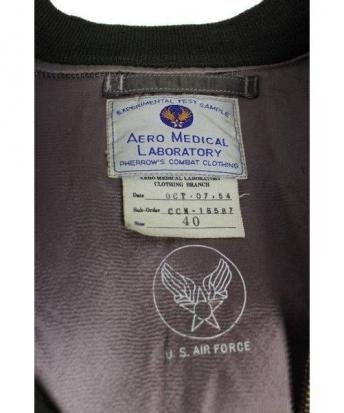 EXPERIMENTAL TEST SAMPLE
AERO MEDICAL
LABORATORY
PHERROW'S COMBAT CLOTHING
AERO MEDICAL LABORATORY
CLOTHING BRANCH
Date OCT.07.54
Sub-Order CCN-18587
Size 40
U.S. AIR FORCE